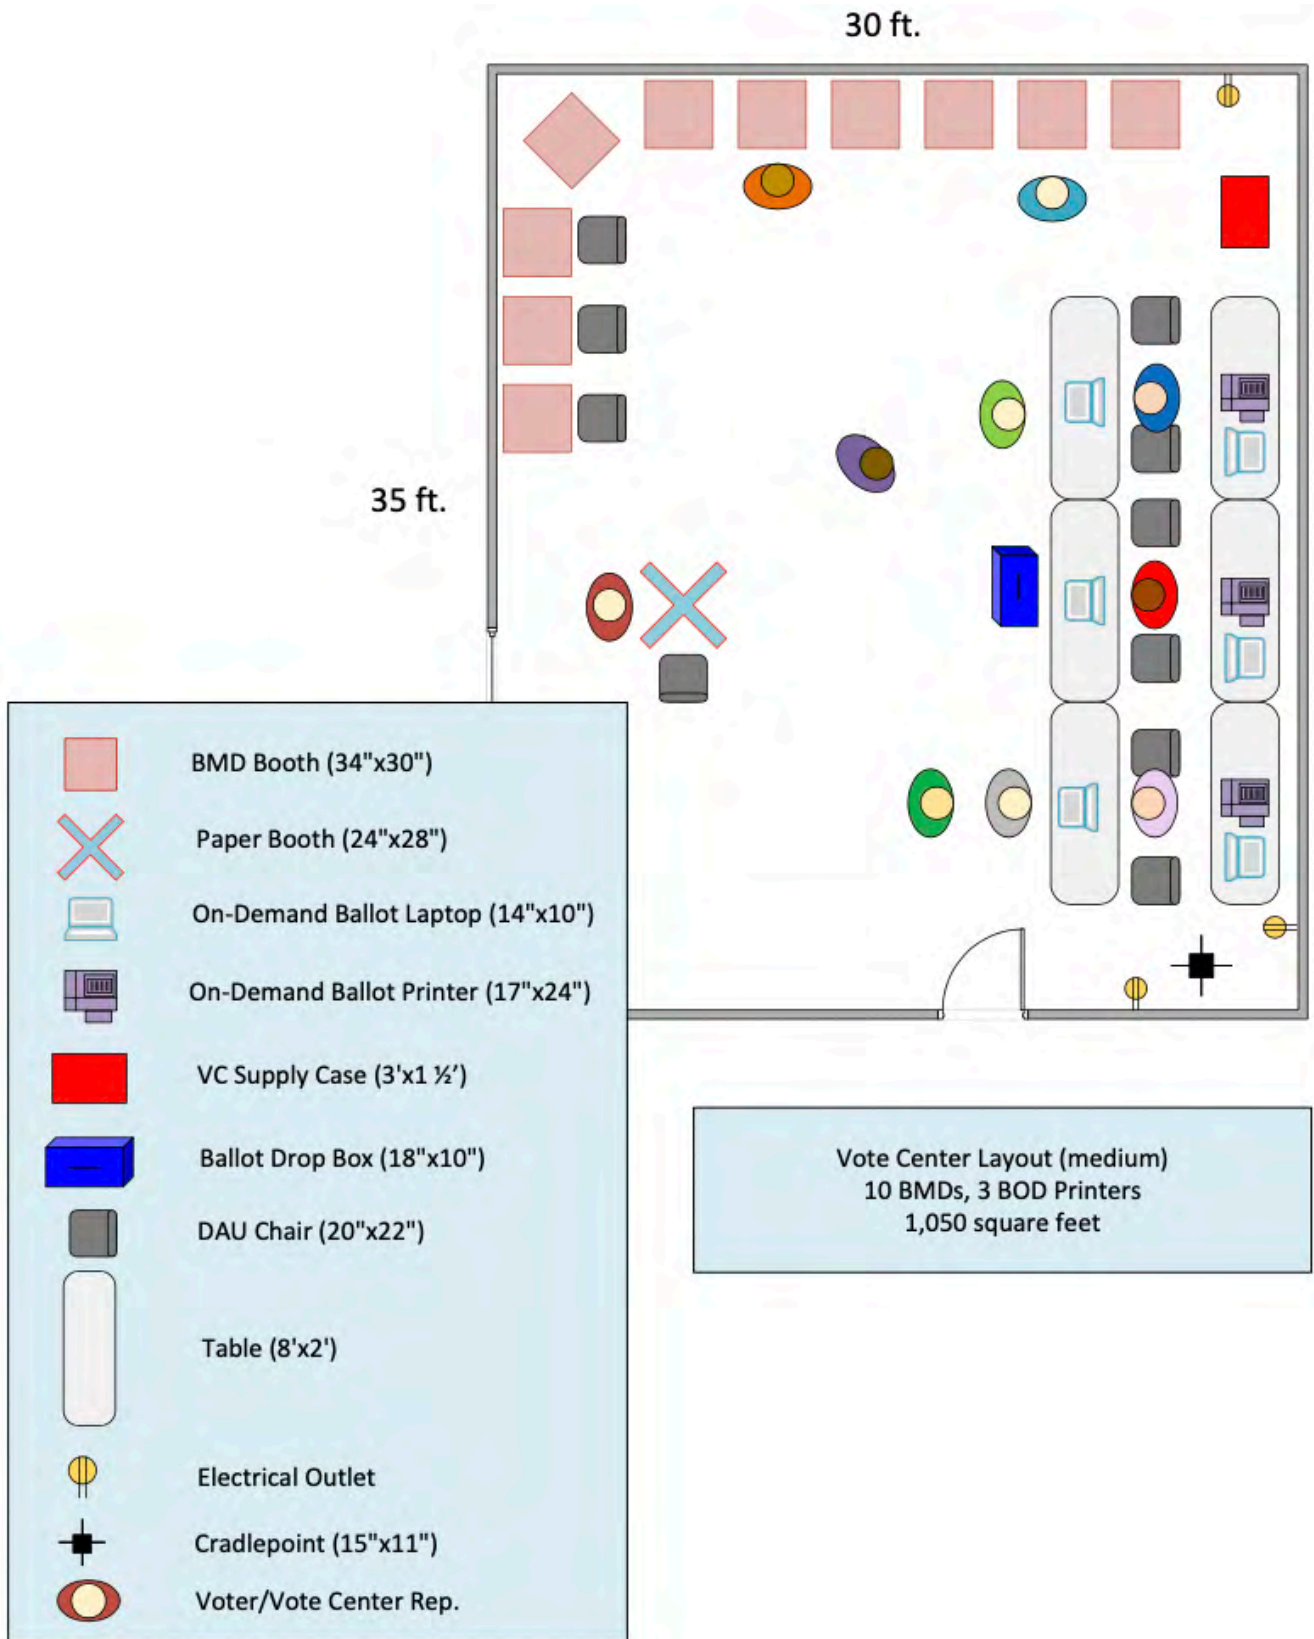 30 ft.
35 ft.
BMD Booth (34"x30")
Paper Booth (24"x28")
On-Demand Ballot Laptop (14"x10")
On-Demand Ballot Printer (17"x24")
VC Supply Case (3'x1 ½’)
Ballot Drop Box (18"x10")
DAU Chair (20"x22")
Table (8'x2')
Electrical Outlet
Cradlepoint (15"x11")
Voter/Vote Center Rep.
Vote Center Layout (medium)
10 BMDs, 3 BOD Printers
1,050 square feet